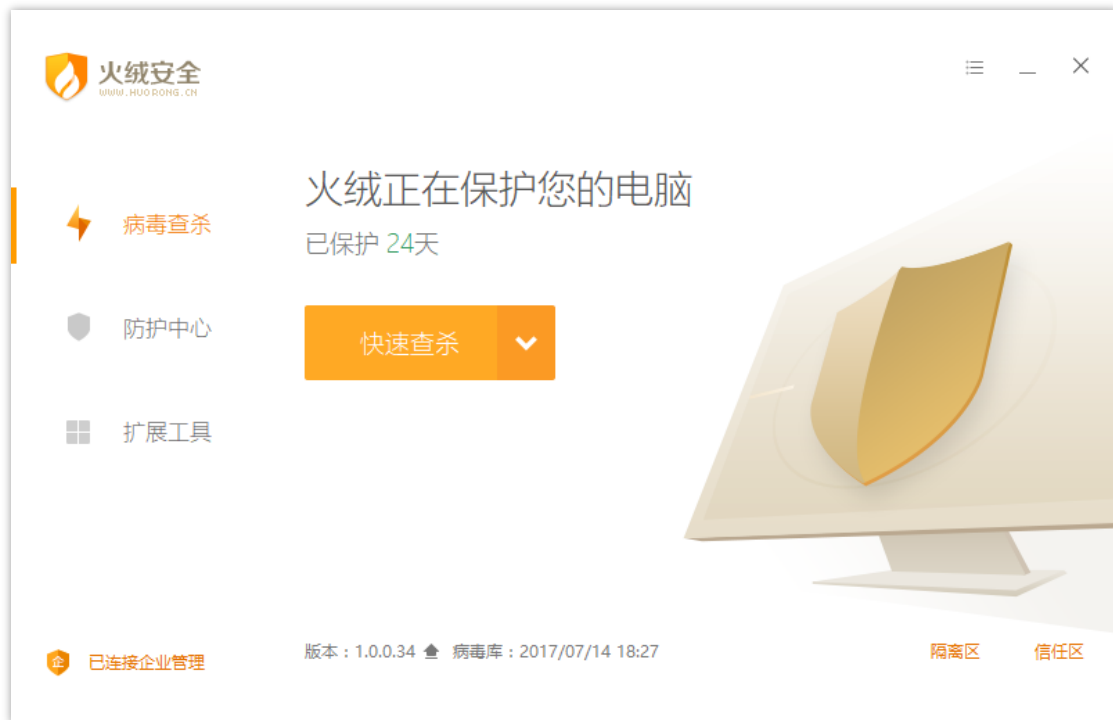 火绒安全
WWW.HUORONG.CN
火绒正在保护您的电脑
已保护 24天
病毒查杀
快速查杀
防护中心
扩展工具
企 已连接企业管理
版本：1.0.0.34 病毒库：2017/07/14 18:27
隔离区 信任区